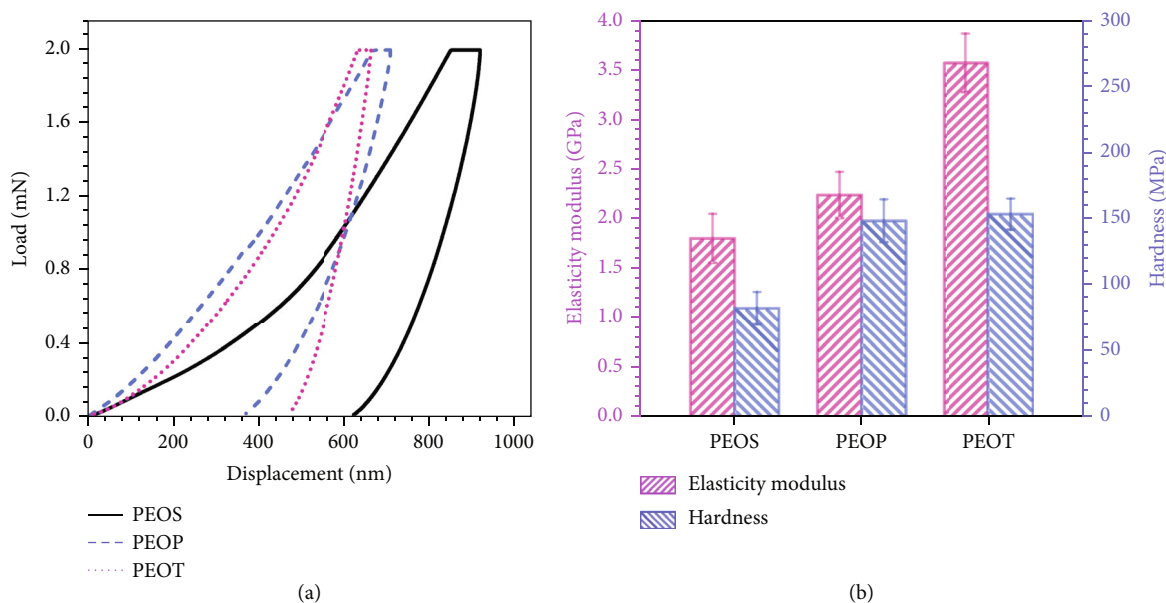 2.0
1.6
1.2
0.8
0.4
0.0
Load (mN)
0 200 400 600 800 1000
Displacement (nm)
PEOS
PEOP
PEOT
(a)
4.0
3.5
3.0
2.5
2.0
1.5
1.0
0.5
0.0
Elasticity modulus (GPa)
300
250
200
150
100
50
0
Hardness (MPa)
PEOS PEOP PEOT
Elasticity modulus
Hardness
(b)